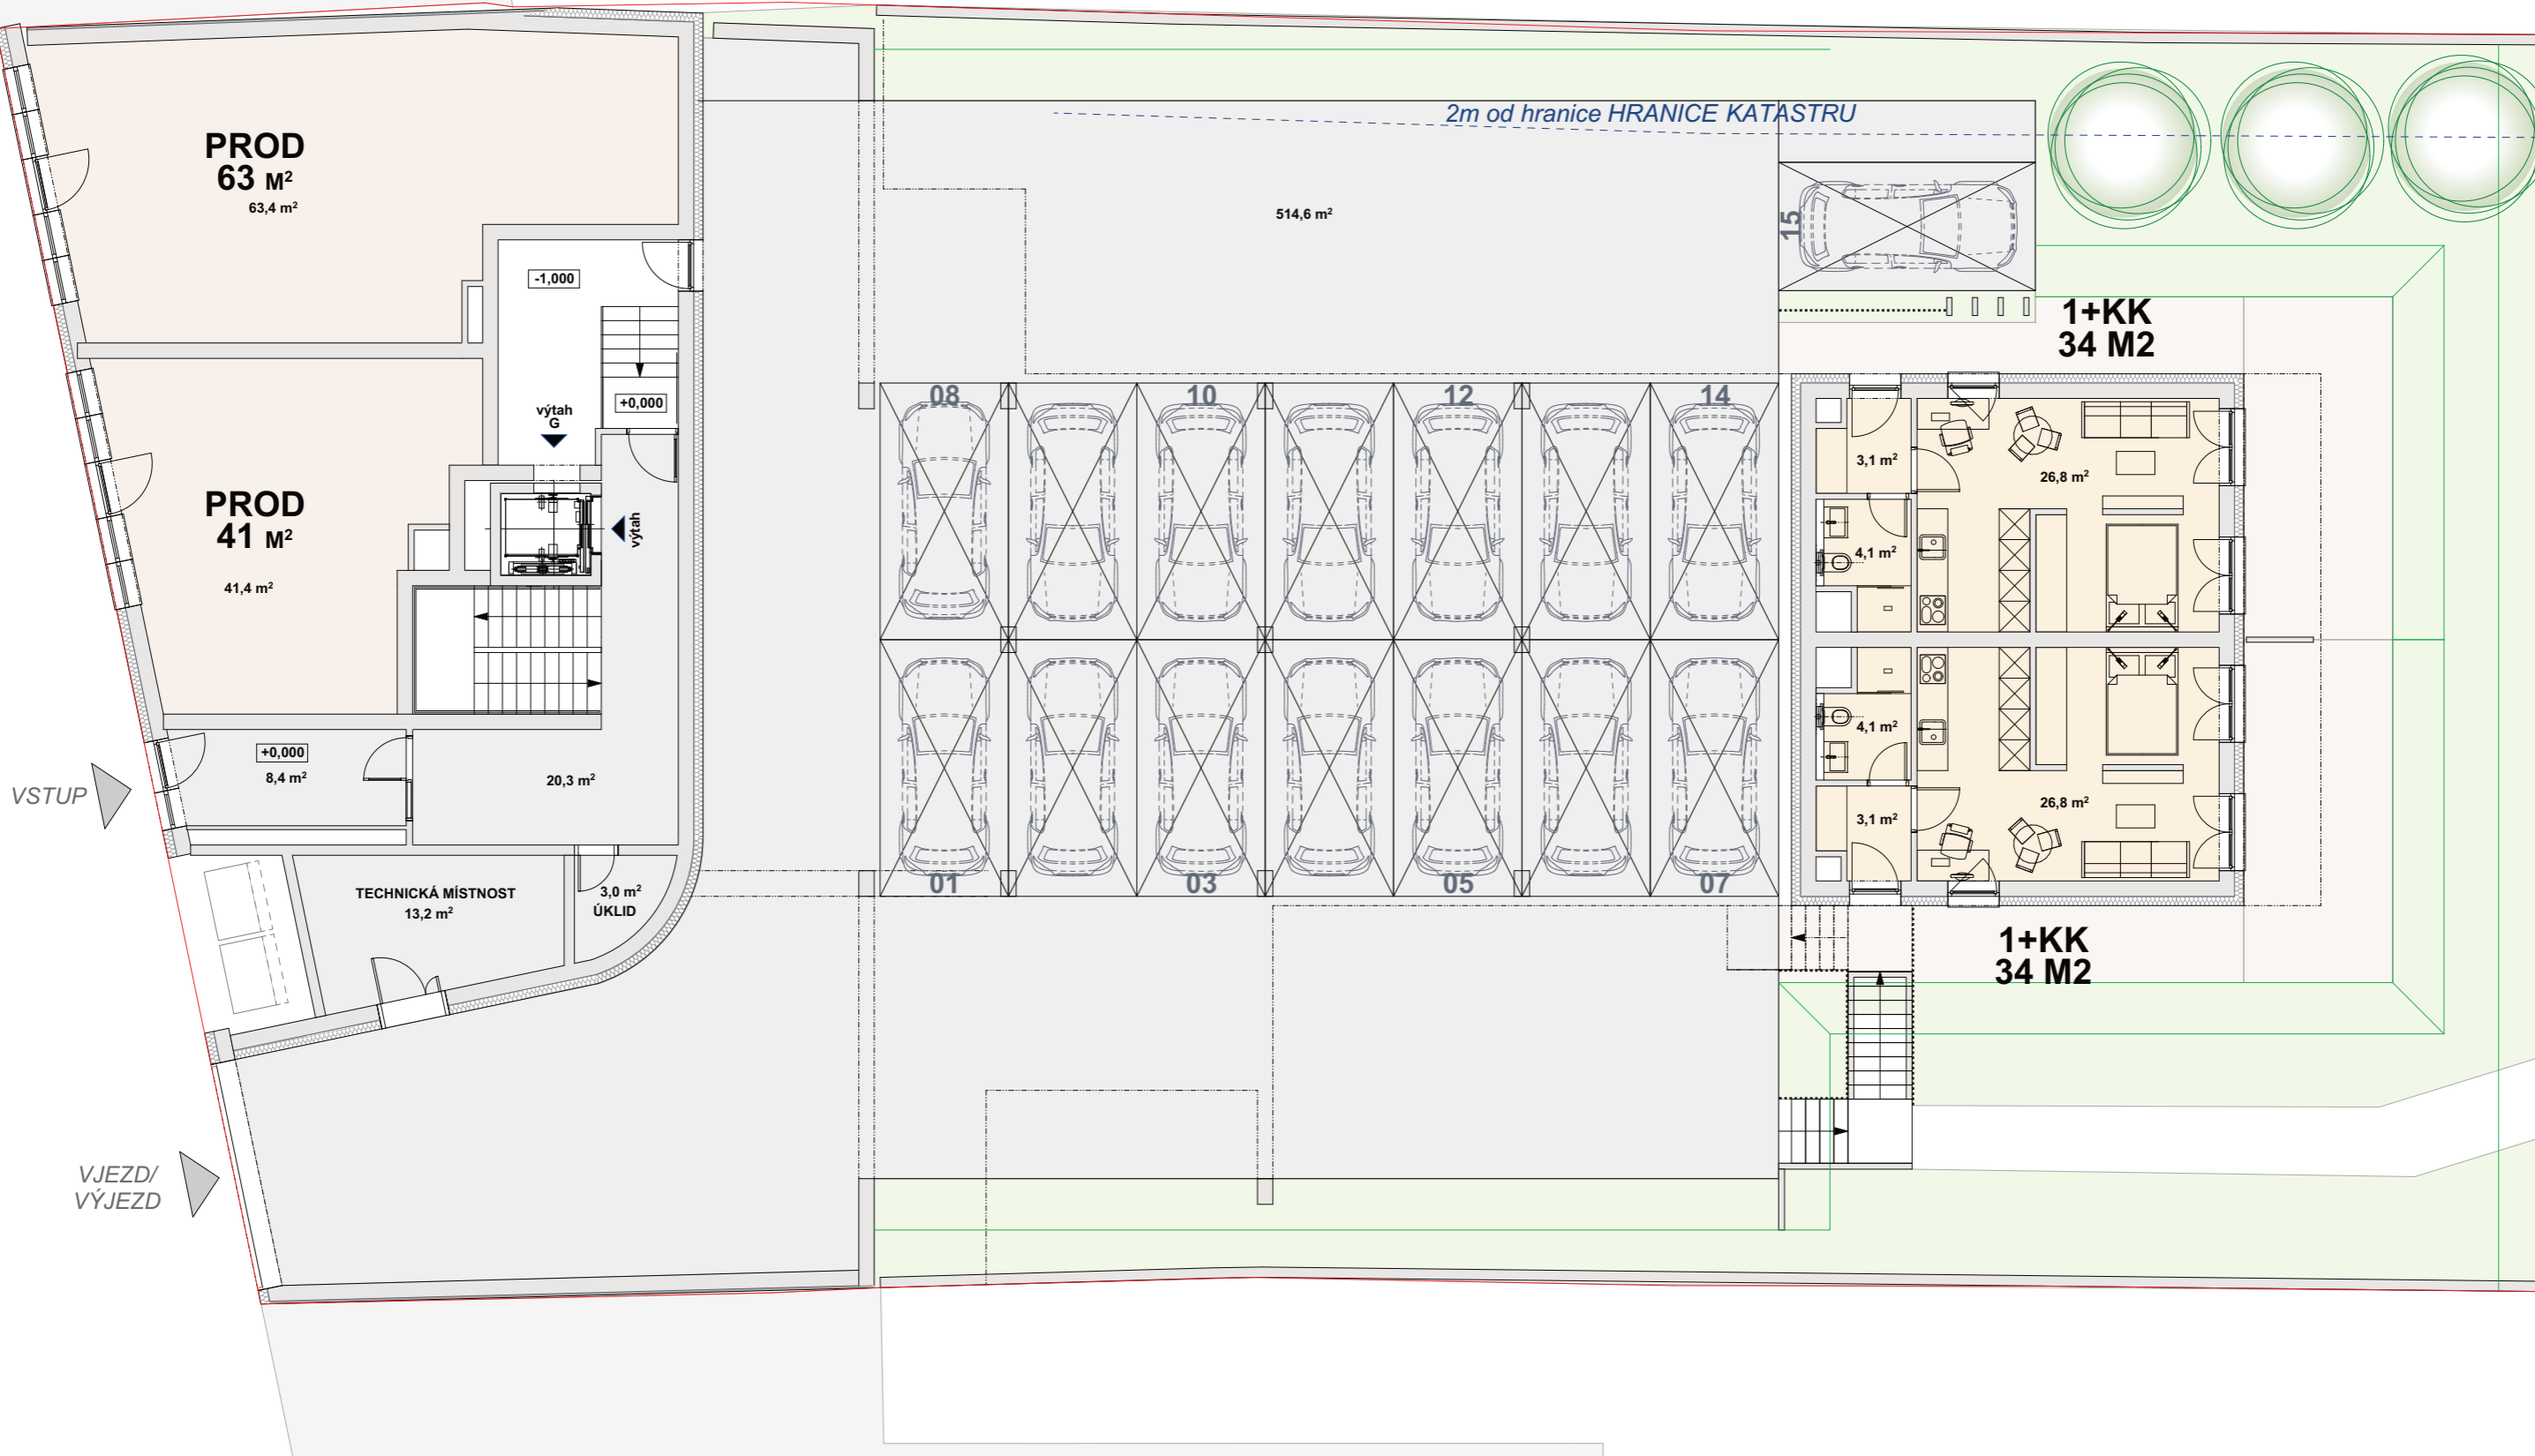 2m od hranice HRANICE KATASTRU
PROD
63 M²
63,4 m²
514,6 m²
15
-1,000
1+KK
34 M2
+0,000
výtah
G
08
10
12
14
3,1 m²
26,8 m²
PROD
41 M²
41,4 m²
výtah
4,1 m²
4,1 m²
+0,000
8,4 m²
20,3 m²
VSTUP
26,8 m²
3,1 m²
01
03
05
07
TECHNICKÁ MÍSTNOST
13,2 m²
3,0 m²
ÚKLID
1+KK
34 M2
VJEZD/
VÝJEZD